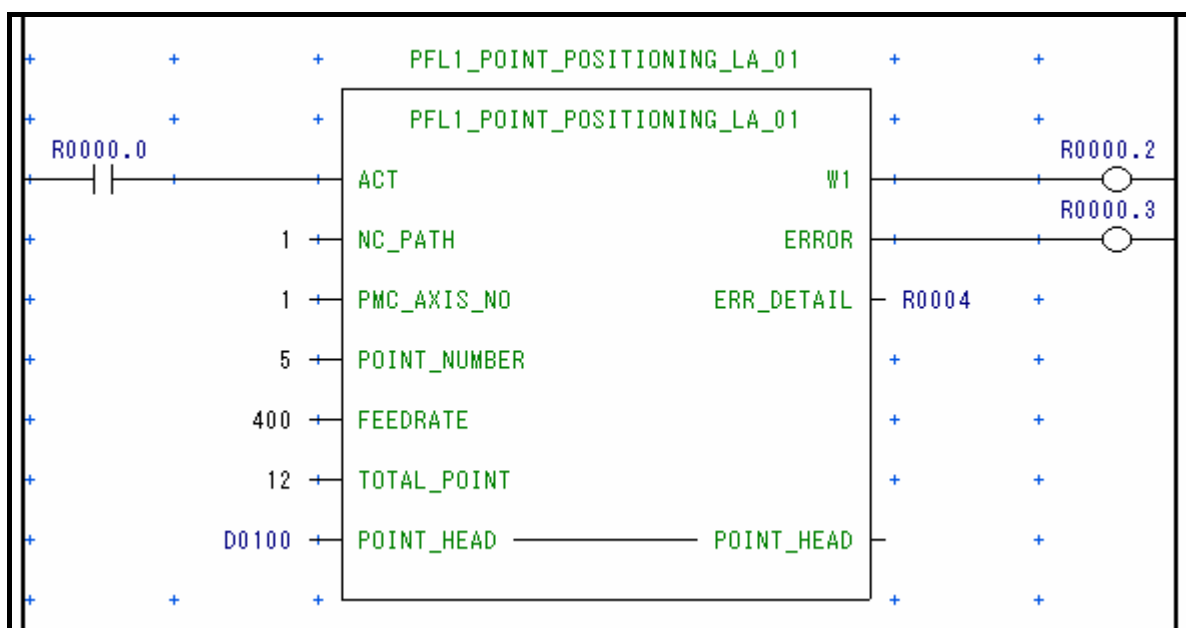 PFL1_POINT_POSITIONING_LA_01
PFL1_POINT_POSITIONING_LA_01
R0000.0 R0000.2
ACT W1
R0000.3
1 NC_PATH ERROR
1 PMC_AXIS_NO ERR_DETAIL R0004
5 POINT_NUMBER
400 FEEDRATE
12 TOTAL_POINT
D0100 POINT_HEAD POINT_HEAD